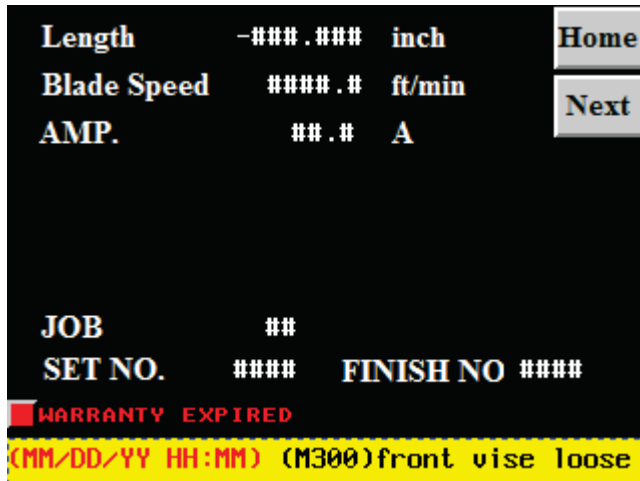 Length -###.### inch Home
Blade Speed ####.# ft/min
Next
AMP. ##.# A
JOB ##
SET NO. #### FINISH NO ####
WARRANTY EXPIRED
(MM/DD/YY HH:MM) (M300)front vise loose